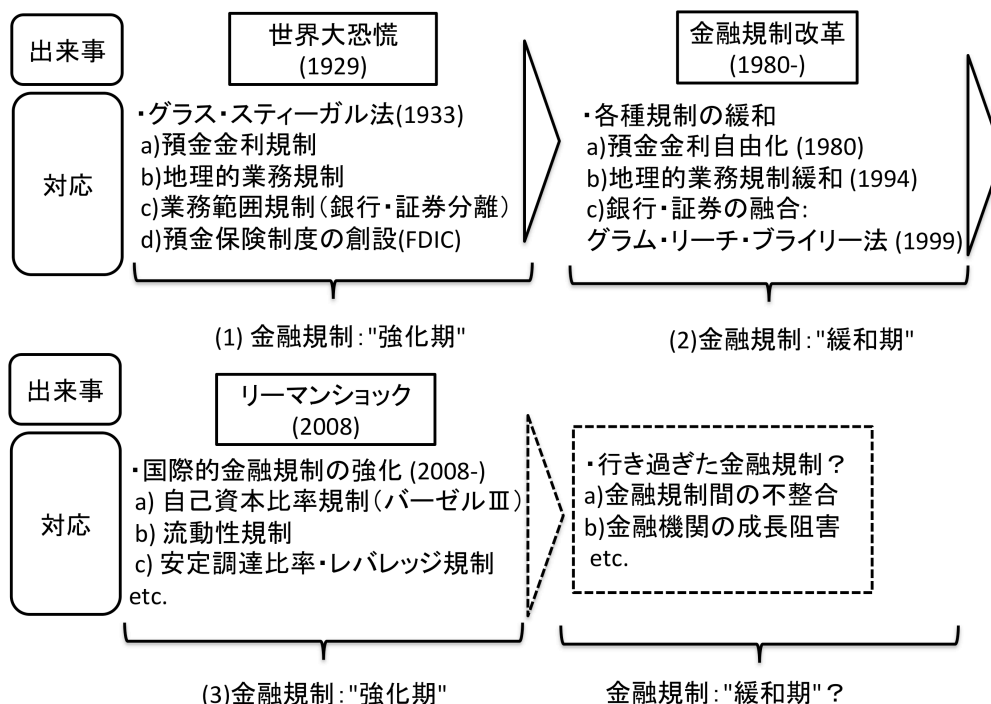 出来事
世界大恐慌
(1929)
金融規制改革
(1980-)
対応
・グラス・スティーガル法(1933)
a)預金金利規制
b)地理的業務規制
c)業務範囲規制(銀行・証券分離)
d)預金保険制度の創設(FDIC)
・各種規制の緩和
a)預金金利自由化 (1980)
b)地理的業務規制緩和 (1994)
c)銀行・証券の融合:
グラム・リーチ・ブライリー法 (1999)
(1) 金融規制:"強化期"
(2)金融規制:"緩和期"
出来事
リーマンショック
(2008)
対応
・国際的金融規制の強化 (2008-)
a) 自己資本比率規制(バーゼルⅢ)
b) 流動性規制
c) 安定調達比率・レバレッジ規制
etc.
・行き過ぎた金融規制?
a)金融規制間の不整合
b)金融機関の成長阻害
etc.
(3)金融規制:"強化期"
金融規制:"緩和期"?